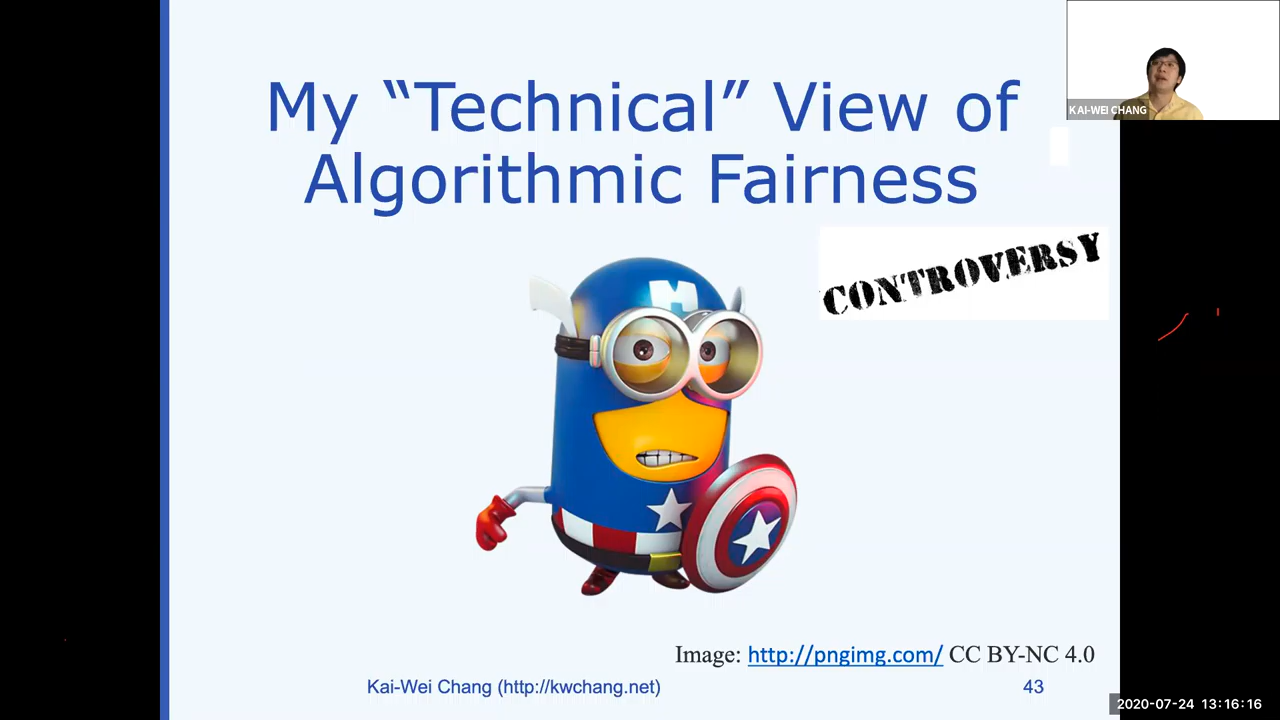 My “Technical” View of
Algorithmic Fairness
KAI-WEI CHANG
CONTROVERSY
M
Image: http://pngimg.com/ CC BY-NC 4.0
Kai-Wei Chang (http://kwchang.net)
43
2020-07-24 13:16:16